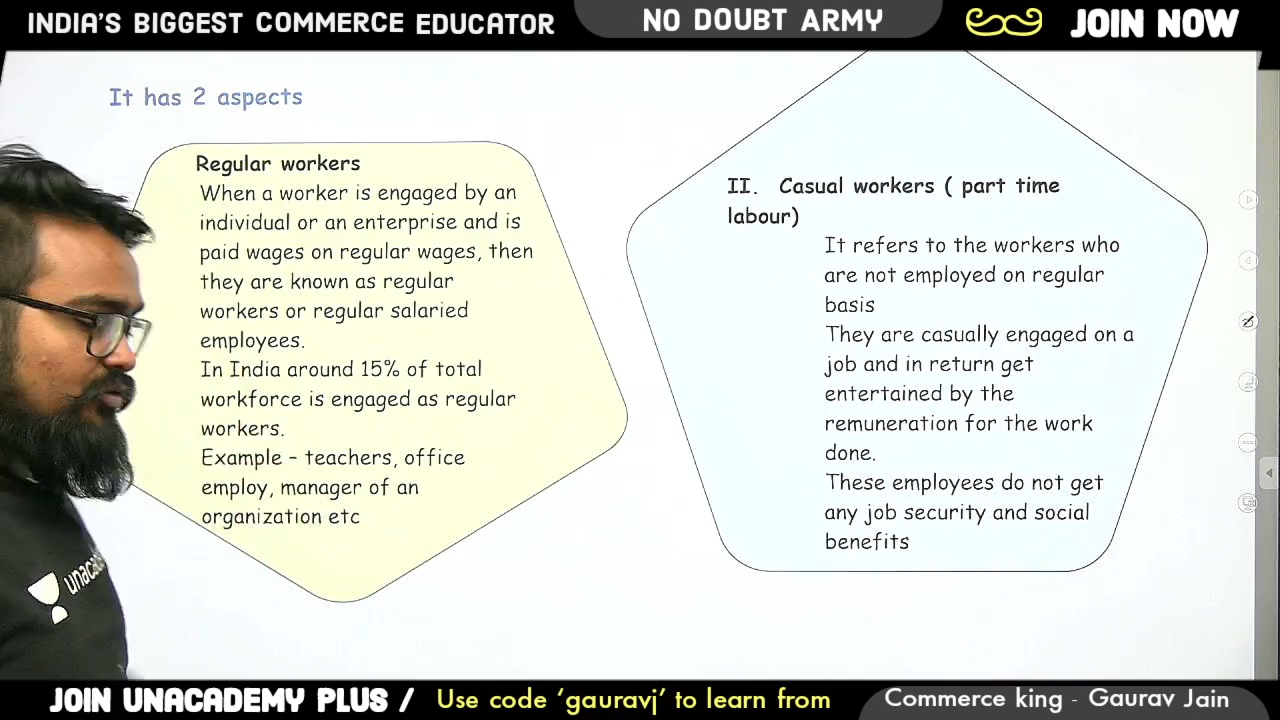 INDIA'S BIGGEST COMMERCE EDUCATOR
NO DOUBT ARMY
JOIN NOW
It has 2 aspects
Regular workers
When a worker is engaged by an
individual or an enterprise and is
paid wages on regular wages, then
they are known as regular
workers or regular salaried
employees.
In India around 15% of total
workforce is engaged as regular
workers.
Example - teachers, office
employ, manager of an
organization etc
II. Casual workers ( part time
labour)
It refers to the workers who
are not employed on regular
basis
They are casually engaged on a
job and in return get
entertained by the
remuneration for the work
done.
These employees do not get
any job security and social
benefits
JOIN UNACADEMY PLUS / Use code 'gauravj' to learn from
Commerce king - Gaurav Jain